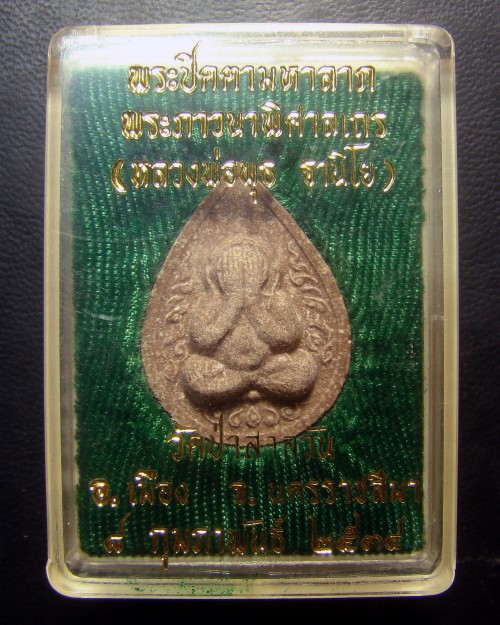 พระปิดตามหาลาภ
พระภาวนาพิศาลเถร
(หลวงพ่อพุธ ฐานิโย)
วัดป่าสาลวัน
อ. เมือง จ. นครราชสีมา
๘ กุมภาพันธ์ ๒๕๓๘